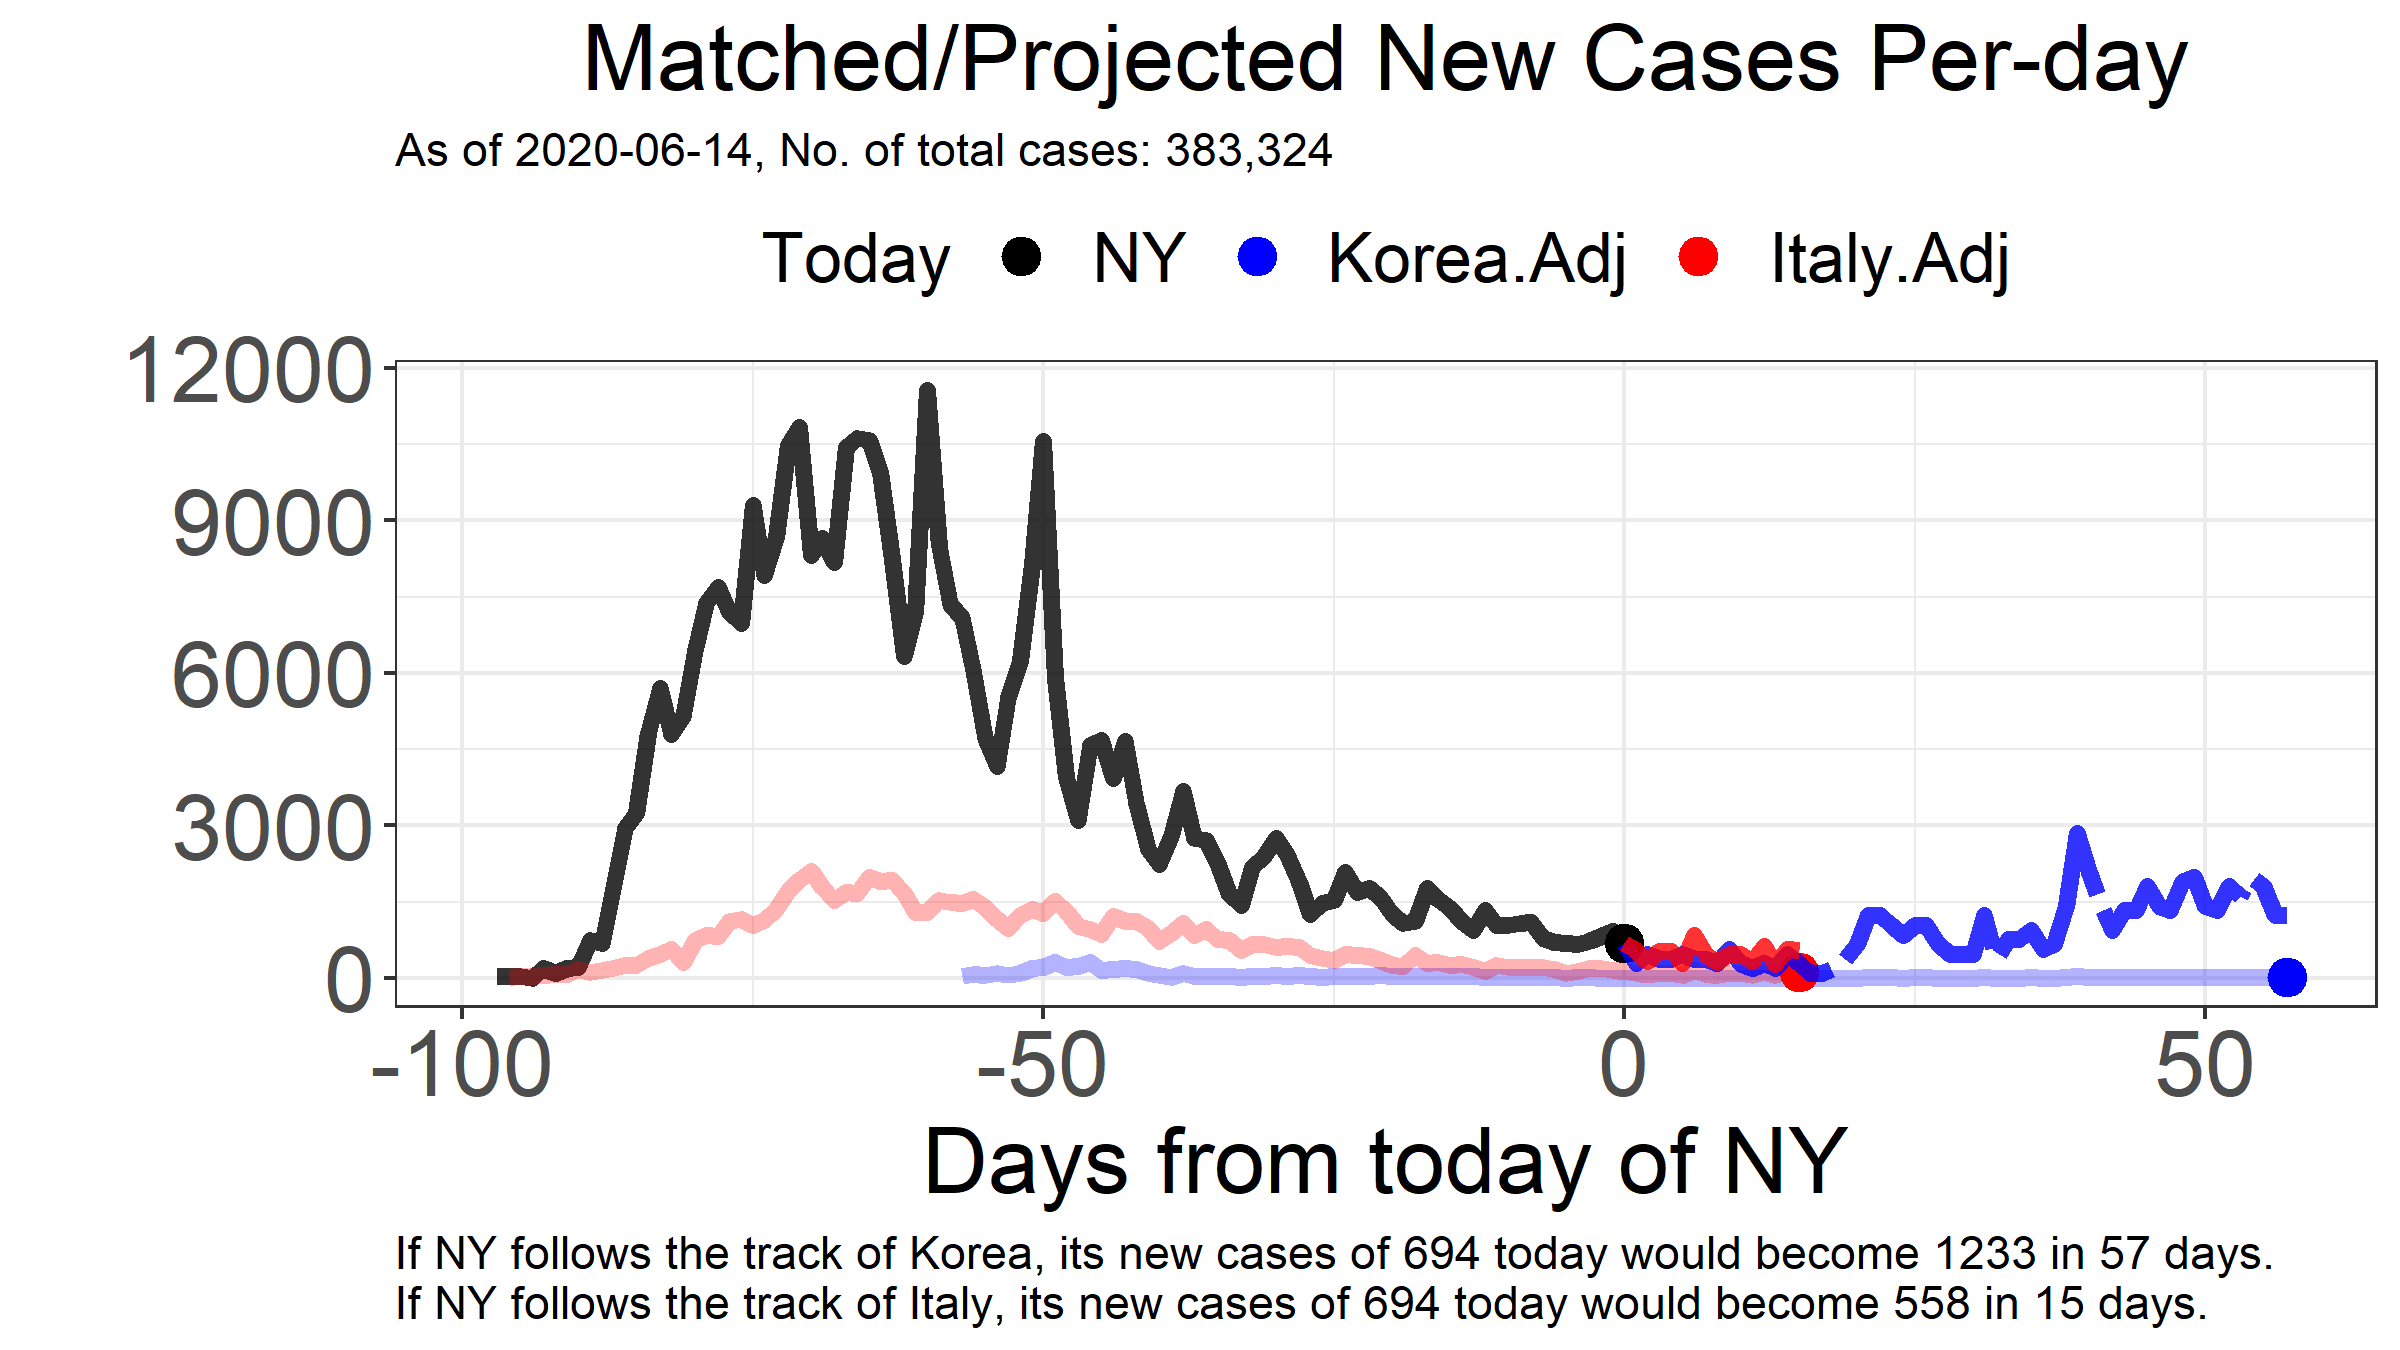 Matched/Projected New Cases Per-day
As of 2020-06-14, No. of total cases: 383,324
Today NY Korea.Adj Italy.Adj
12000
9000
6000
3000
0
-100 -50 0 50
Days from today of NY
If NY follows the track of Korea, its new cases of 694 today would become 1233 in 57 days.
If NY follows the track of Italy, its new cases of 694 today would become 558 in 15 days.